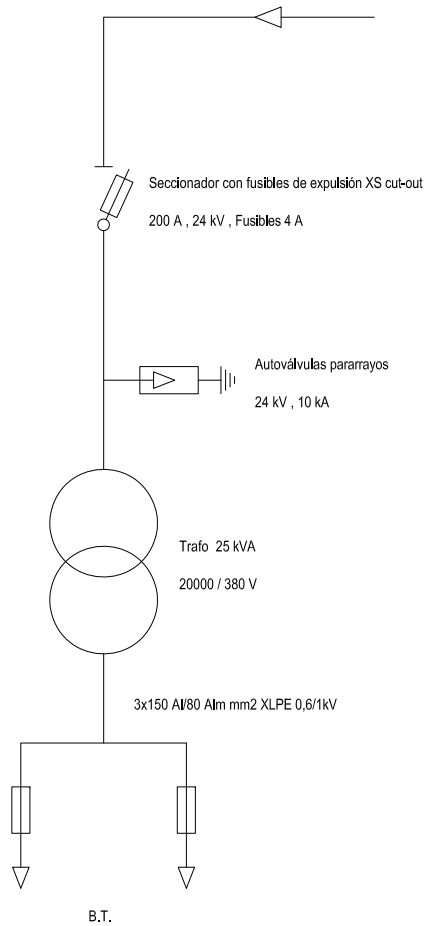 Seccionador con fusibles de expulsión XS cut-out
200 A , 24 kV , Fusibles 4 A
Autoválvulas pararrayos
24 kV , 10 kA
Trafo 25 kVA
20000 / 380 V
3x150 Al/80 Alm mm2 XLPE 0,6/1kV
B.T.